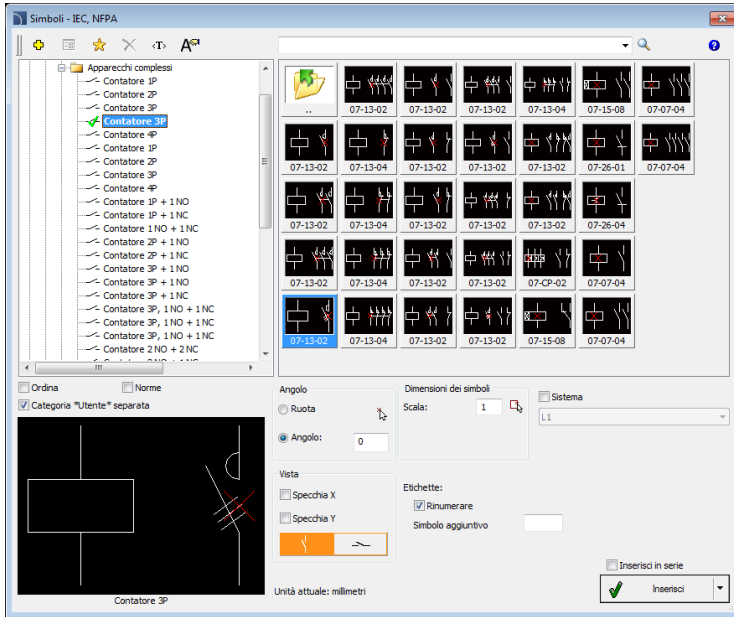 Simboli - IEC, NFPA
Apparecchi complessi
Contatore 1P
Contatore 2P
Contatore 3P
Contatore 3P
Contatore 4P
Contatore 1P
Contatore 2P
Contatore 3P
Contatore 4P
Contatore 1P + 1 NO
Contatore 1P + 1 NC
Contatore 1 NO + 1 NC
Contatore 2P + 1 NO
Contatore 2P + 1 NC
Contatore 3P + 1 NO
Contatore 3P + 1 NO
Contatore 3P + 1 NC
Contatore 3P, 1 NO + 1 NC
Contatore 3P, 1 NO + 1 NC
Contatore 3P, 1 NO + 1 NC
Contatore 2 NO + 2 NC
.. 07-13-02 07-13-02 07-13-02 07-13-04 07-15-08 07-07-04
07-13-02 07-13-04 07-13-02 07-13-02 07-13-02 07-26-01 07-07-04
07-13-02 07-13-04 07-13-02 07-13-02 07-13-02 07-26-04
07-13-02 07-13-04 07-13-02 07-13-02 07-CP-02 07-07-04
07-13-02 07-13-04 07-13-02 07-13-02 07-15-08 07-07-04
Ordina Norme
Categoria "Utente" separata
Contatore 3P
Angolo
Ruota
Angolo: 0
Vista
Specchia X
Specchia Y
Unità attuale: milimetri
Dimensioni dei simboli
Scala: 1
Sistema
L1
Etichette:
Rinumerare
Simbolo aggiuntivo
Inserisci in serie
Inserisci